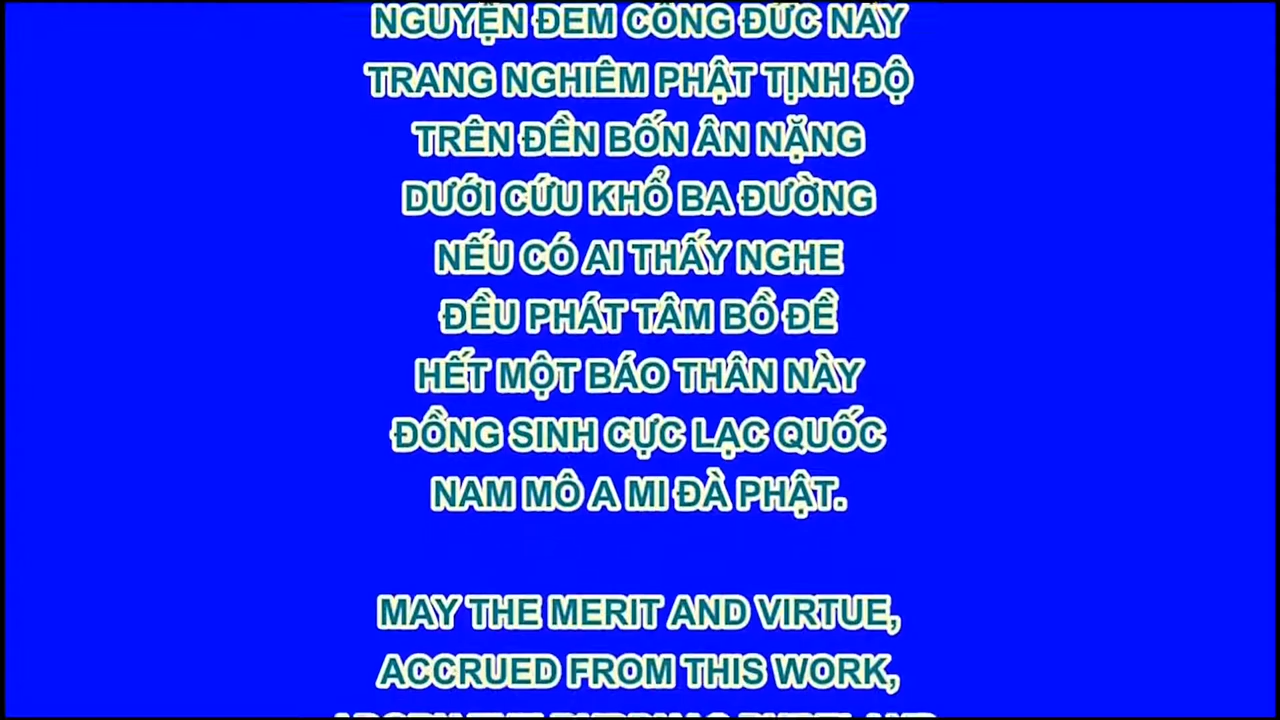 NGUYỆN ĐEM CÔNG ĐỨC NÀY
TRANG NGHIÊM PHẬT TỊNH ĐỘ
TRÊN ĐỀN BỐN ÂN NẶNG
DƯỚI CỨU KHỔ BA ĐƯỜNG
NẾU CÓ AI THẤY NGHE
ĐỀU PHÁT TÂM BỒ ĐỀ
HẾT MỘT BÁO THÂN NÀY
ĐỒNG SINH CỰC LẠC QUỐC
NAM MÔ A MI ĐÀ PHẬT.
MAY THE MERIT AND VIRTUE,
ACCRUED FROM THIS WORK,